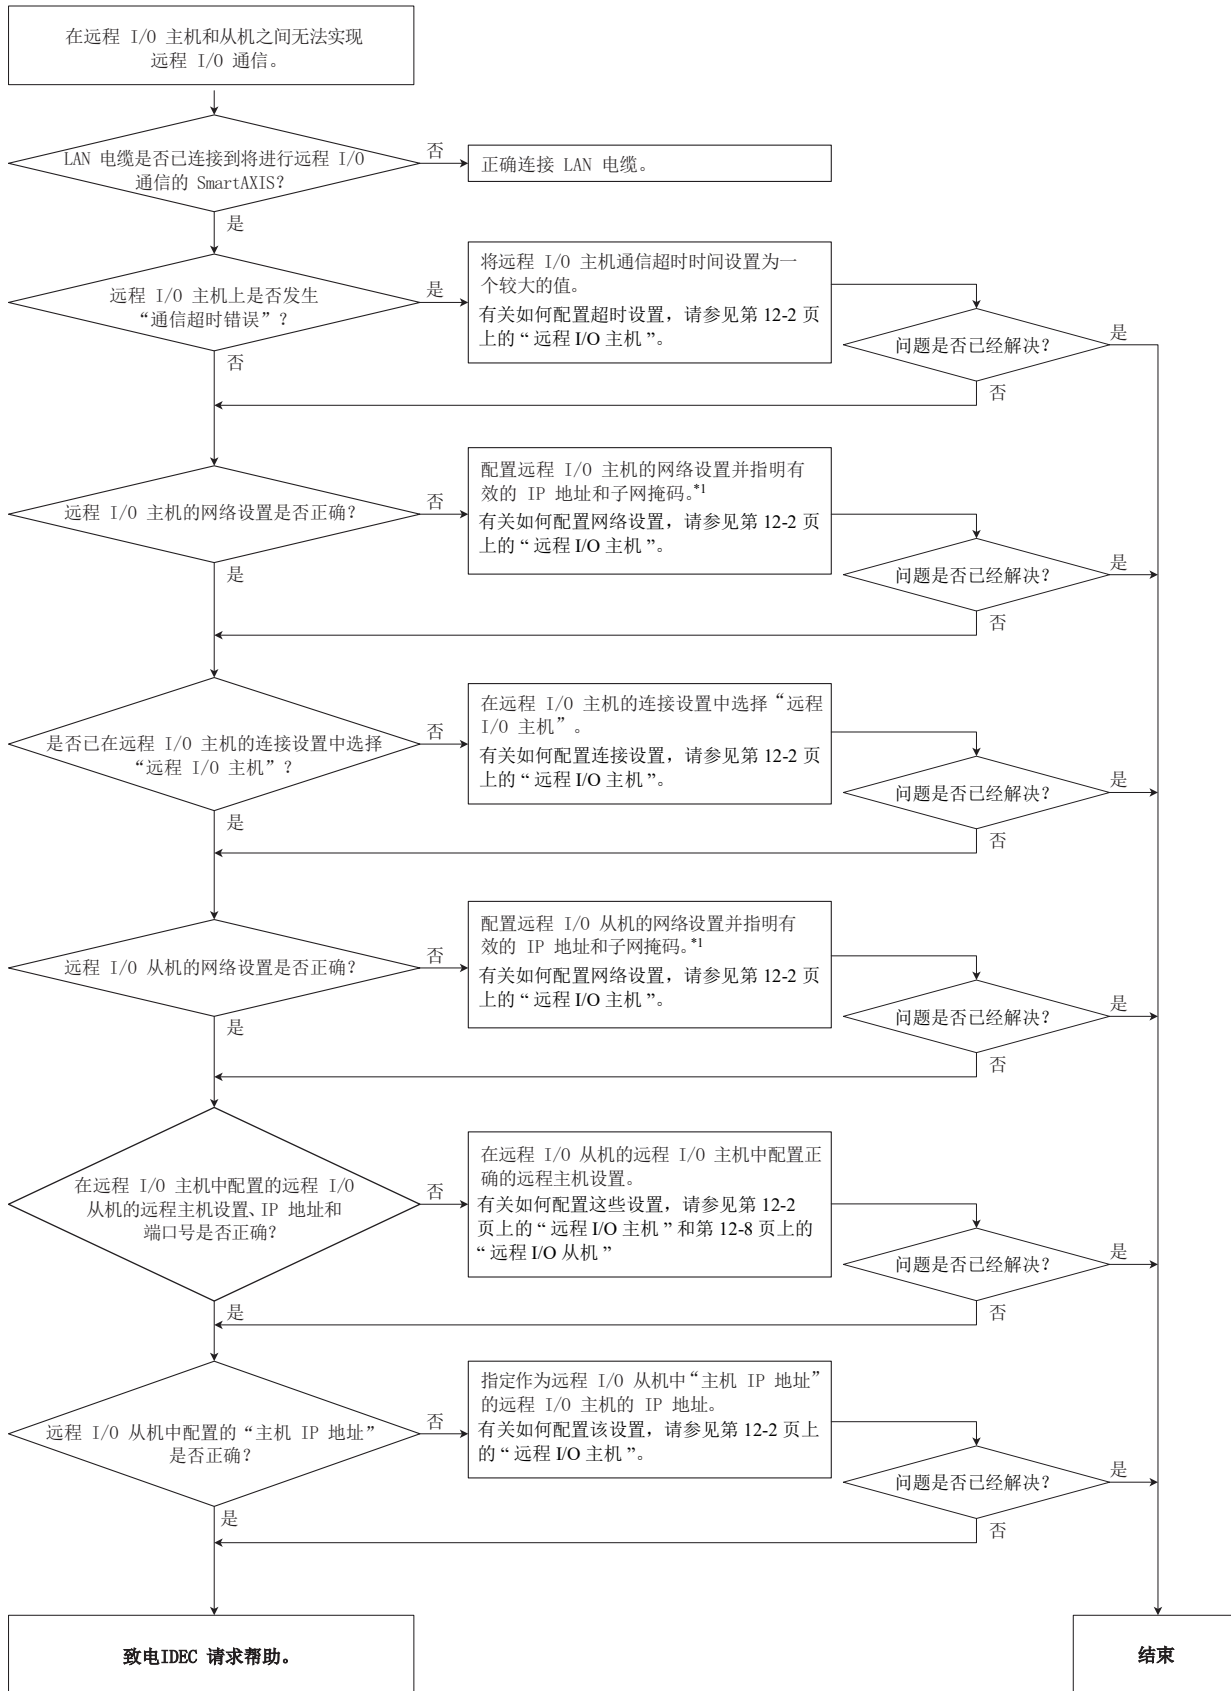 在远程 I/O 主机和从机之间无法实现
远程 I/O 通信。
LAN 电缆是否已连接到将进行远程 I/O
通信的 SmartAXIS?
否
正确连接 LAN 电缆。
是
远程 I/O 主机上是否发生
“通信超时错误”?
是
将远程 I/O 主机通信超时时间设置为一
个较大的值。
有关如何配置超时设置，请参见第 12-2 页
上的“ 远程 I/O 主机 ”。
问题是否已经解决?
是
否
否
远程 I/O 主机的网络设置是否正确?
否
配置远程 I/O 主机的网络设置并指明有
效的 IP 地址和子网掩码。*1
有关如何配置网络设置，请参见第 12-2 页
上的“ 远程 I/O 主机 ”。
问题是否已经解决?
是
是
否
是否已在远程 I/O 主机的连接设置中选择
“远程 I/O 主机”?
否
在远程 I/O 主机的连接设置中选择“远程
I/O 主机”。
有关如何配置连接设置，请参见第 12-2 页
上的“ 远程 I/O 主机 ”。
问题是否已经解决?
是
是
否
远程 I/O 从机的网络设置是否正确?
否
配置远程 I/O 从机的网络设置并指明有
效的 IP 地址和子网掩码。*1
有关如何配置网络设置，请参见第 12-2 页
上的“ 远程 I/O 主机 ”。
问题是否已经解决?
是
是
否
在远程 I/O 主机中配置的远程 I/O
从机的远程主机设置、IP 地址和
端口号是否正确?
否
在远程 I/O 从机的远程 I/O 主机中配置正
确的远程主机设置。
有关如何配置这些设置，请参见第 12-2
页上的“ 远程 I/O 主机 ”和第 12-8 页上的
“ 远程 I/O 从机 ”
问题是否已经解决?
是
是
否
远程 I/O 从机中配置的“主机 IP 地址”
是否正确?
否
指定作为远程 I/O 从机中“主机 IP 地址”
的远程 I/O 主机的 IP 地址。
有关如何配置该设置，请参见第 12-2 页上
的“ 远程 I/O 主机 ”。
问题是否已经解决?
是
是
否
致电IDEC 请求帮助。
结束